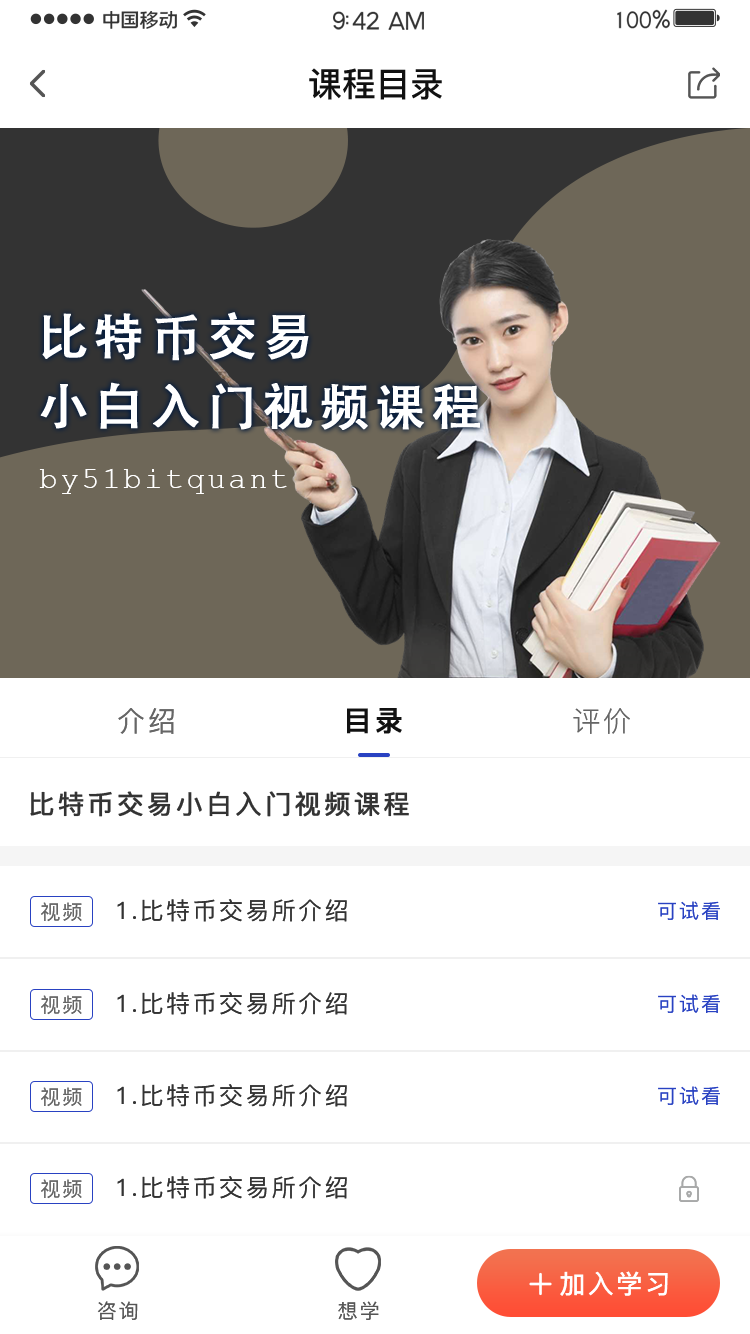 中国移动 9:42 AM 100%
课程目录
比特币交易
小白入门视频课程
by51bitquant
介绍 目录 评价
比特币交易小白入门视频课程
视频 1.比特币交易所介绍 可试看
视频 1.比特币交易所介绍 可试看
视频 1.比特币交易所介绍 可试看
视频 1.比特币交易所介绍
咨询 想学 +加入学习